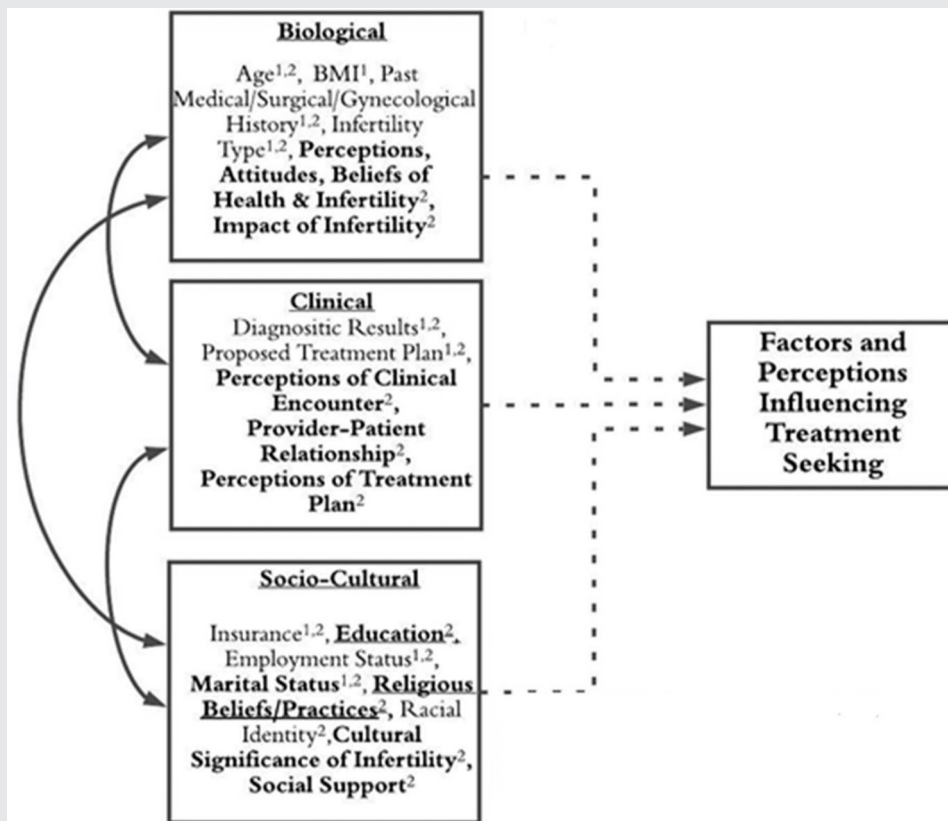 Biological
Age1,2, BMI1, Past
Medical/Surgical/Gynecological
History1,2, Infertility
Type1,2, Perceptions,
Attitudes, Beliefs of
Health & Infertility2,
Impact of Infertility2
Clinical
Diagnositic Results1,2,
Proposed Treatment Plan1,2,
Perceptions of Clinical
Encounter2,
Provider-Patient
Relationship2,
Perceptions of Treatment
Plan2
Socio-Cultural
Insurance1,2, Education2,
Employment Status1,2,
Marital Status1,2, Religious
Beliefs/Practices2, Racial
Identity2,Cultural
Significance of Infertility2,
Social Support2
Factors and
Perceptions
Influencing
Treatment
Seeking